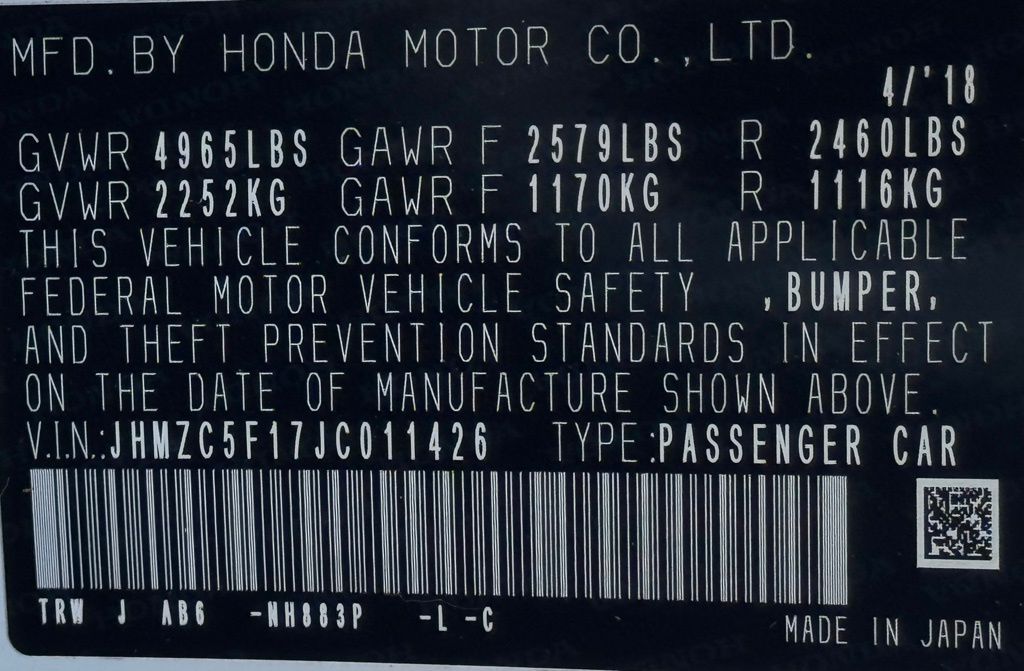 MFD. BY HONDA MOTOR CO.,LTD.
4/'18
GVWR 4965LBS GAWR F 2579LBS R 2460LBS
GVWR 2252KG GAWR F 1170KG R 1116KG
THIS VEHICLE CONFORMS TO ALL APPLICABLE
FEDERAL MOTOR VEHICLE SAFETY ,BUMPER,
AND THEFT PREVENTION STANDARDS IN EFFECT
ON THE DATE OF MANUFACTURE SHOWN ABOVE.
V.I.N.:JHMZC5F17JC011426 TYPE:PASSENGER CAR
TRW J AB6 -NH883P -L -C
MADE IN JAPAN